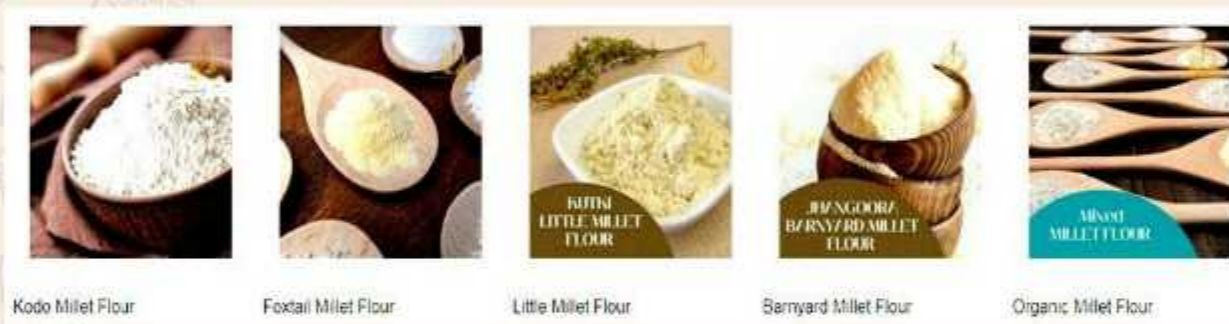 KUTKI
LITTLE MILLET
FLOUR
JHANGOORA
BARNYARD MILLET
FLOUR
Mixed
MILLET FLOUR
Kodo Millet Flour
Foxtail Millet Flour
Little Millet Flour
Barnyard Millet Flour
Organic Millet Flour